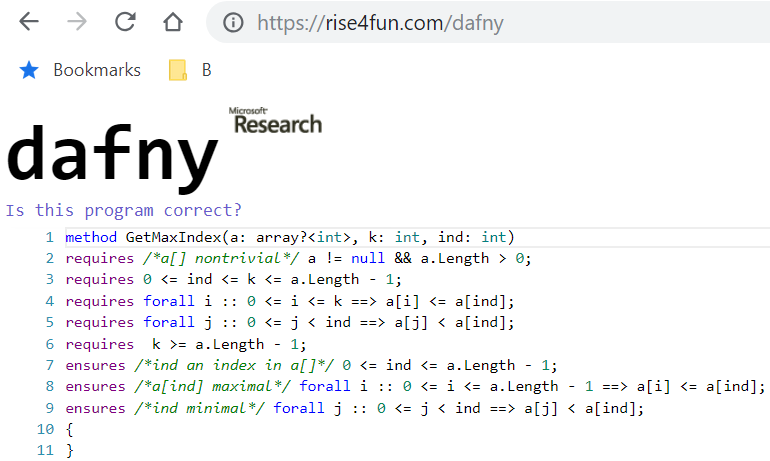 https://rise4fun.com/dafny
Bookmarks B
Microsoft
Research
dafny
Is this program correct?
1 method GetMaxIndex(a: array?<int>, k: int, ind: int)
2 requires /*a[] nontrivial*/ a != null && a.Length > 0;
3 requires 0 <= ind <= k <= a.Length - 1;
4 requires forall i :: 0 <= i <= k ==> a[i] <= a[ind];
5 requires forall j :: 0 <= j < ind ==> a[j] < a[ind];
6 requires  k >= a.Length - 1;
7 ensures /*ind an index in a[]*/ 0 <= ind <= a.Length - 1;
8 ensures /*a[ind] maximal*/ forall i :: 0 <= i <= a.Length - 1 ==> a[i] <= a[ind];
9 ensures /*ind minimal*/ forall j :: 0 <= j < ind ==> a[j] < a[ind];
10 {
11 }